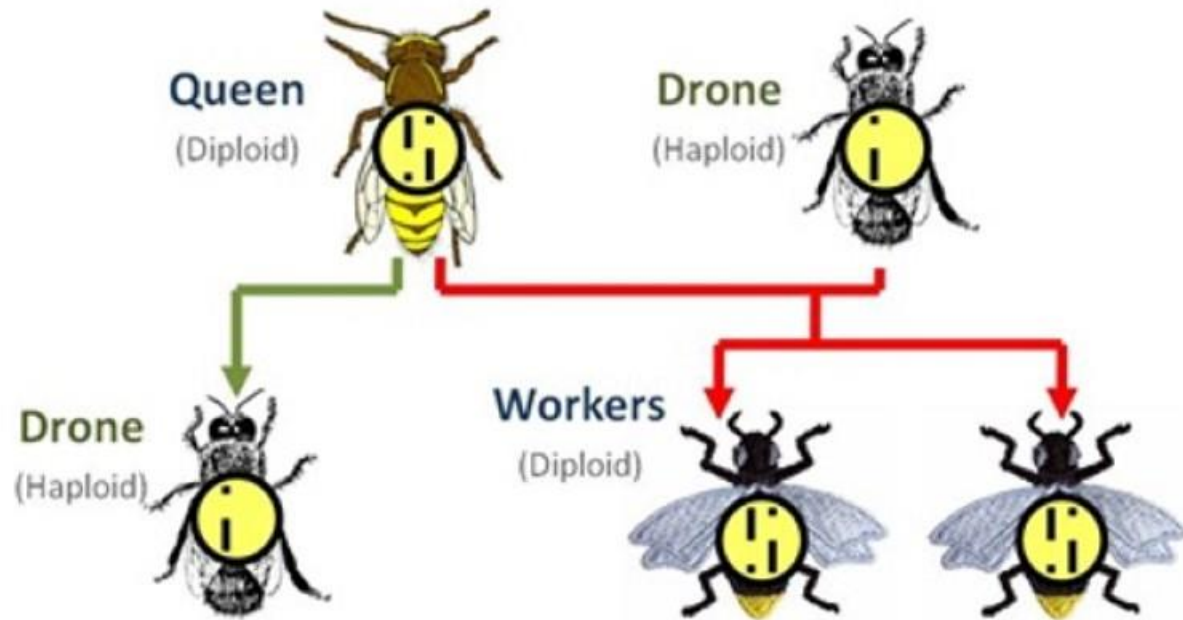 Queen
(Diploid)
Drone
(Haploid)
Drone
(Haploid)
Workers
(Diploid)